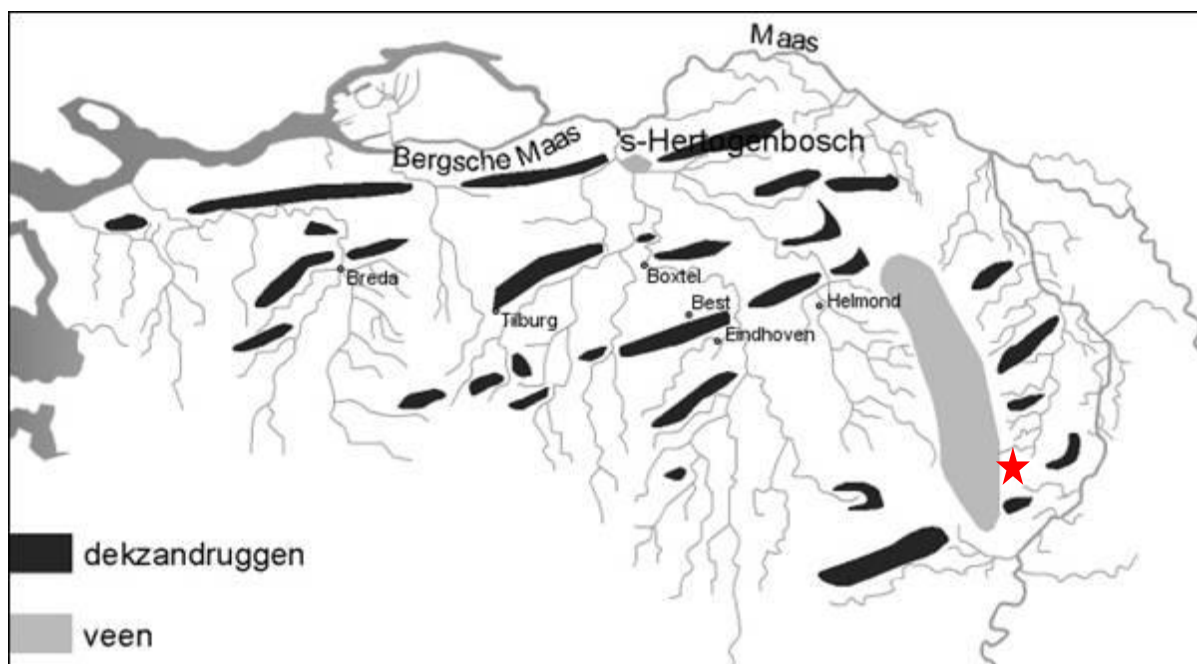 Maas
Bergsche Maas
's-Hertogenbosch
Breda
Boxtel
Tilburg
Best
Eindhoven
Helmond
dekzandruggen
veen